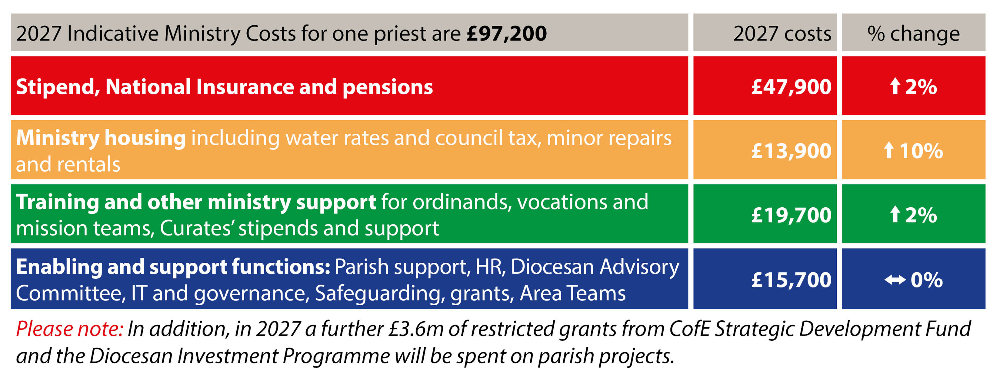 2027 Indicative Ministry Costs for one priest are £97,200 2027 costs % change
Stipend, National Insurance and pensions £47,900 ⬆ 2%
Ministry housing including water rates and council tax, minor repairs
and rentals £13,900 ⬆ 10%
Training and other ministry support for ordinands, vocations and
mission teams, Curates’ stipends and support £19,700 ⬆ 2%
Enabling and support functions: Parish support, HR, Diocesan Advisory
Committee, IT and governance, Safeguarding, grants, Area Teams £15,700 ⬌ 0%
Please note: In addition, in 2027 a further £3.6m of restricted grants from CofE Strategic Development Fund
and the Diocesan Investment Programme will be spent on parish projects.